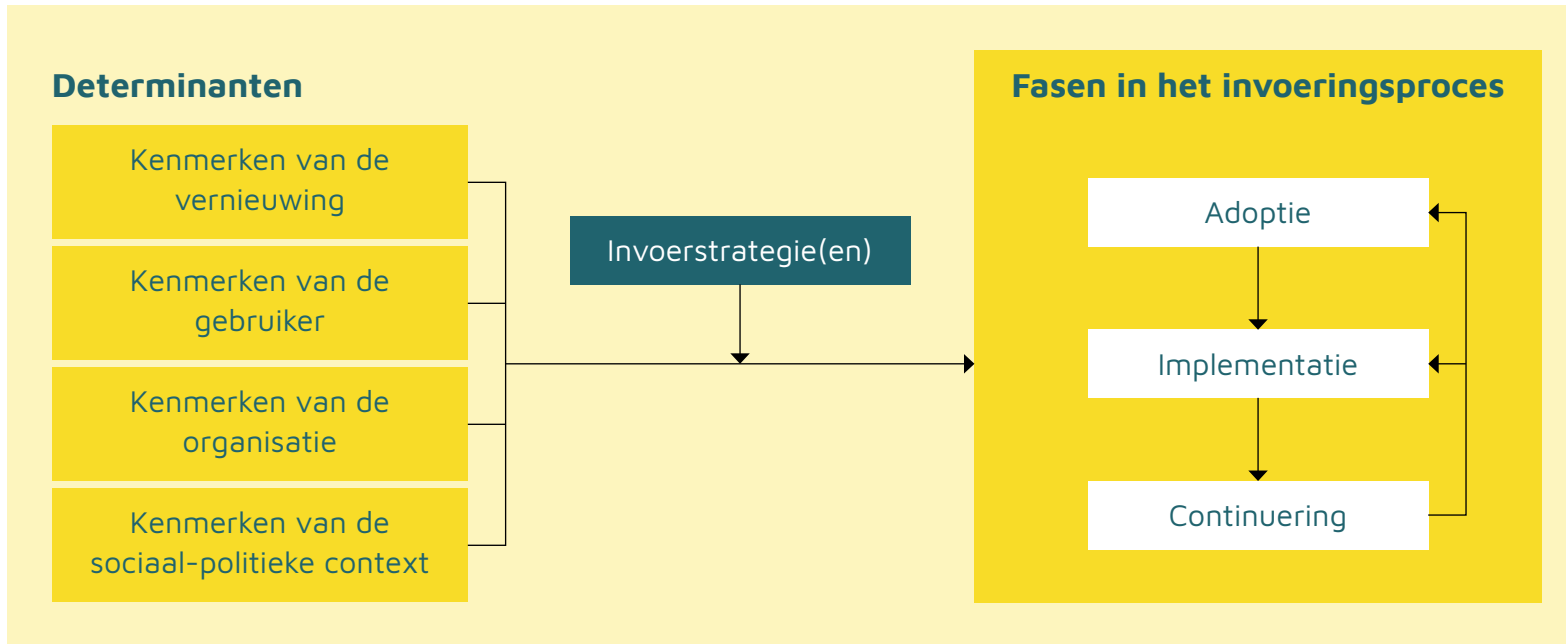 Determinanten
Kenmerken van de
vernieuwing
Kenmerken van de
gebruiker
Kenmerken van de
organisatie
Kenmerken van de
sociaal-politieke context
Invoerstrategie(en)
Fasen in het invoeringsproces
Adoptie
Implementatie
Continuering